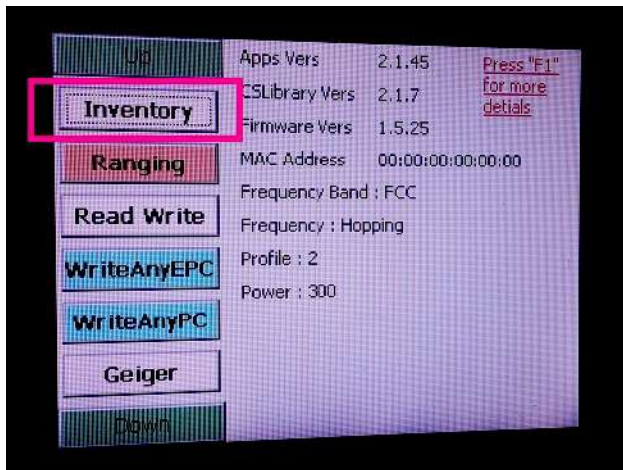 Up
Inventory
Ranging
Read Write
WriteAnyEPC
WriteAnyPC
Geiger
Down
Apps Vers 2.1.45
CSLibrary Vers 2.1.7
Firmware Vers 1.5.25
MAC Address 00:00:00:00:00:00
Frequency Band : FCC
Frequency : Hopping
Profile : 2
Power : 300
Press "F1"
for more
detials